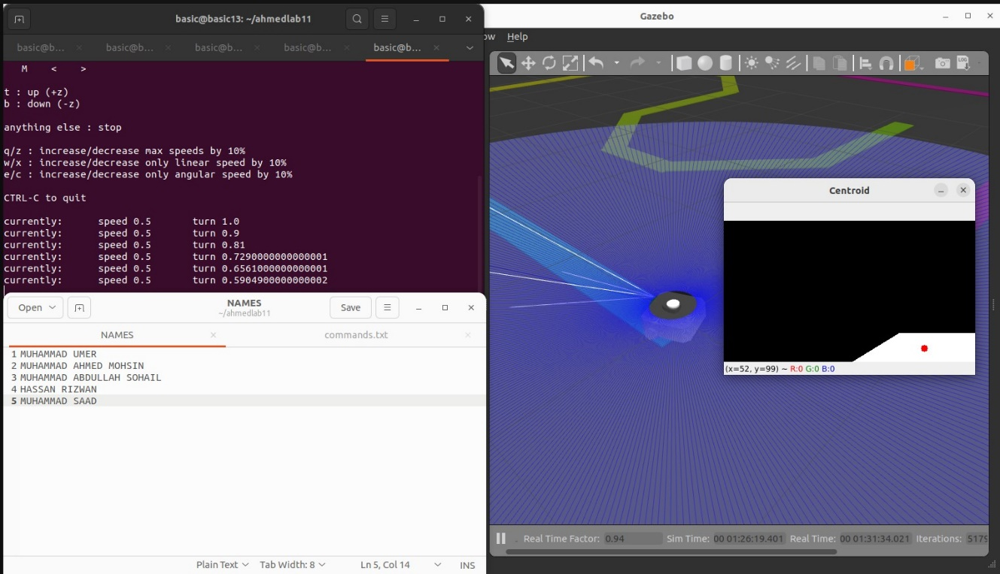 basic@basic13: ~/ahmedlab11
basic@b...
basic@b...
basic@b...
basic@b...
basic@b...
M < >
t : up (+z)
b : down (-z)
anything else : stop
q/z : increase/decrease max speeds by 10%
w/x : increase/decrease only linear speed by 10%
e/c : increase/decrease only angular speed by 10%
CTRL-C to quit
currently: speed 0.5 turn 1.0
currently: speed 0.5 turn 0.9
currently: speed 0.5 turn 0.81
currently: speed 0.5 turn 0.7290000000000001
currently: speed 0.5 turn 0.6561000000000001
currently: speed 0.5 turn 0.5904900000000002
Open
NAMES
~/ahmedlab11
Save
NAMES
commands.txt
1 MUHAMMAD UMER
2 MUHAMMAD AHMED MOHSIN
3 MUHAMMAD ABDULLAH SOHAIL
4 HASSAN RIZWAN
5 MUHAMMAD SAAD
Plain Text Tab Width: 8 Ln 5, Col 14 INS
Gazebo
ow Help
LOG
Centroid
(x=52, y=99) ~ R:0 G:0 B:0
Real Time Factor: 0.94 Sim Time: 00 01:26:19.401 Real Time: 00 01:31:34.021 Iterations: